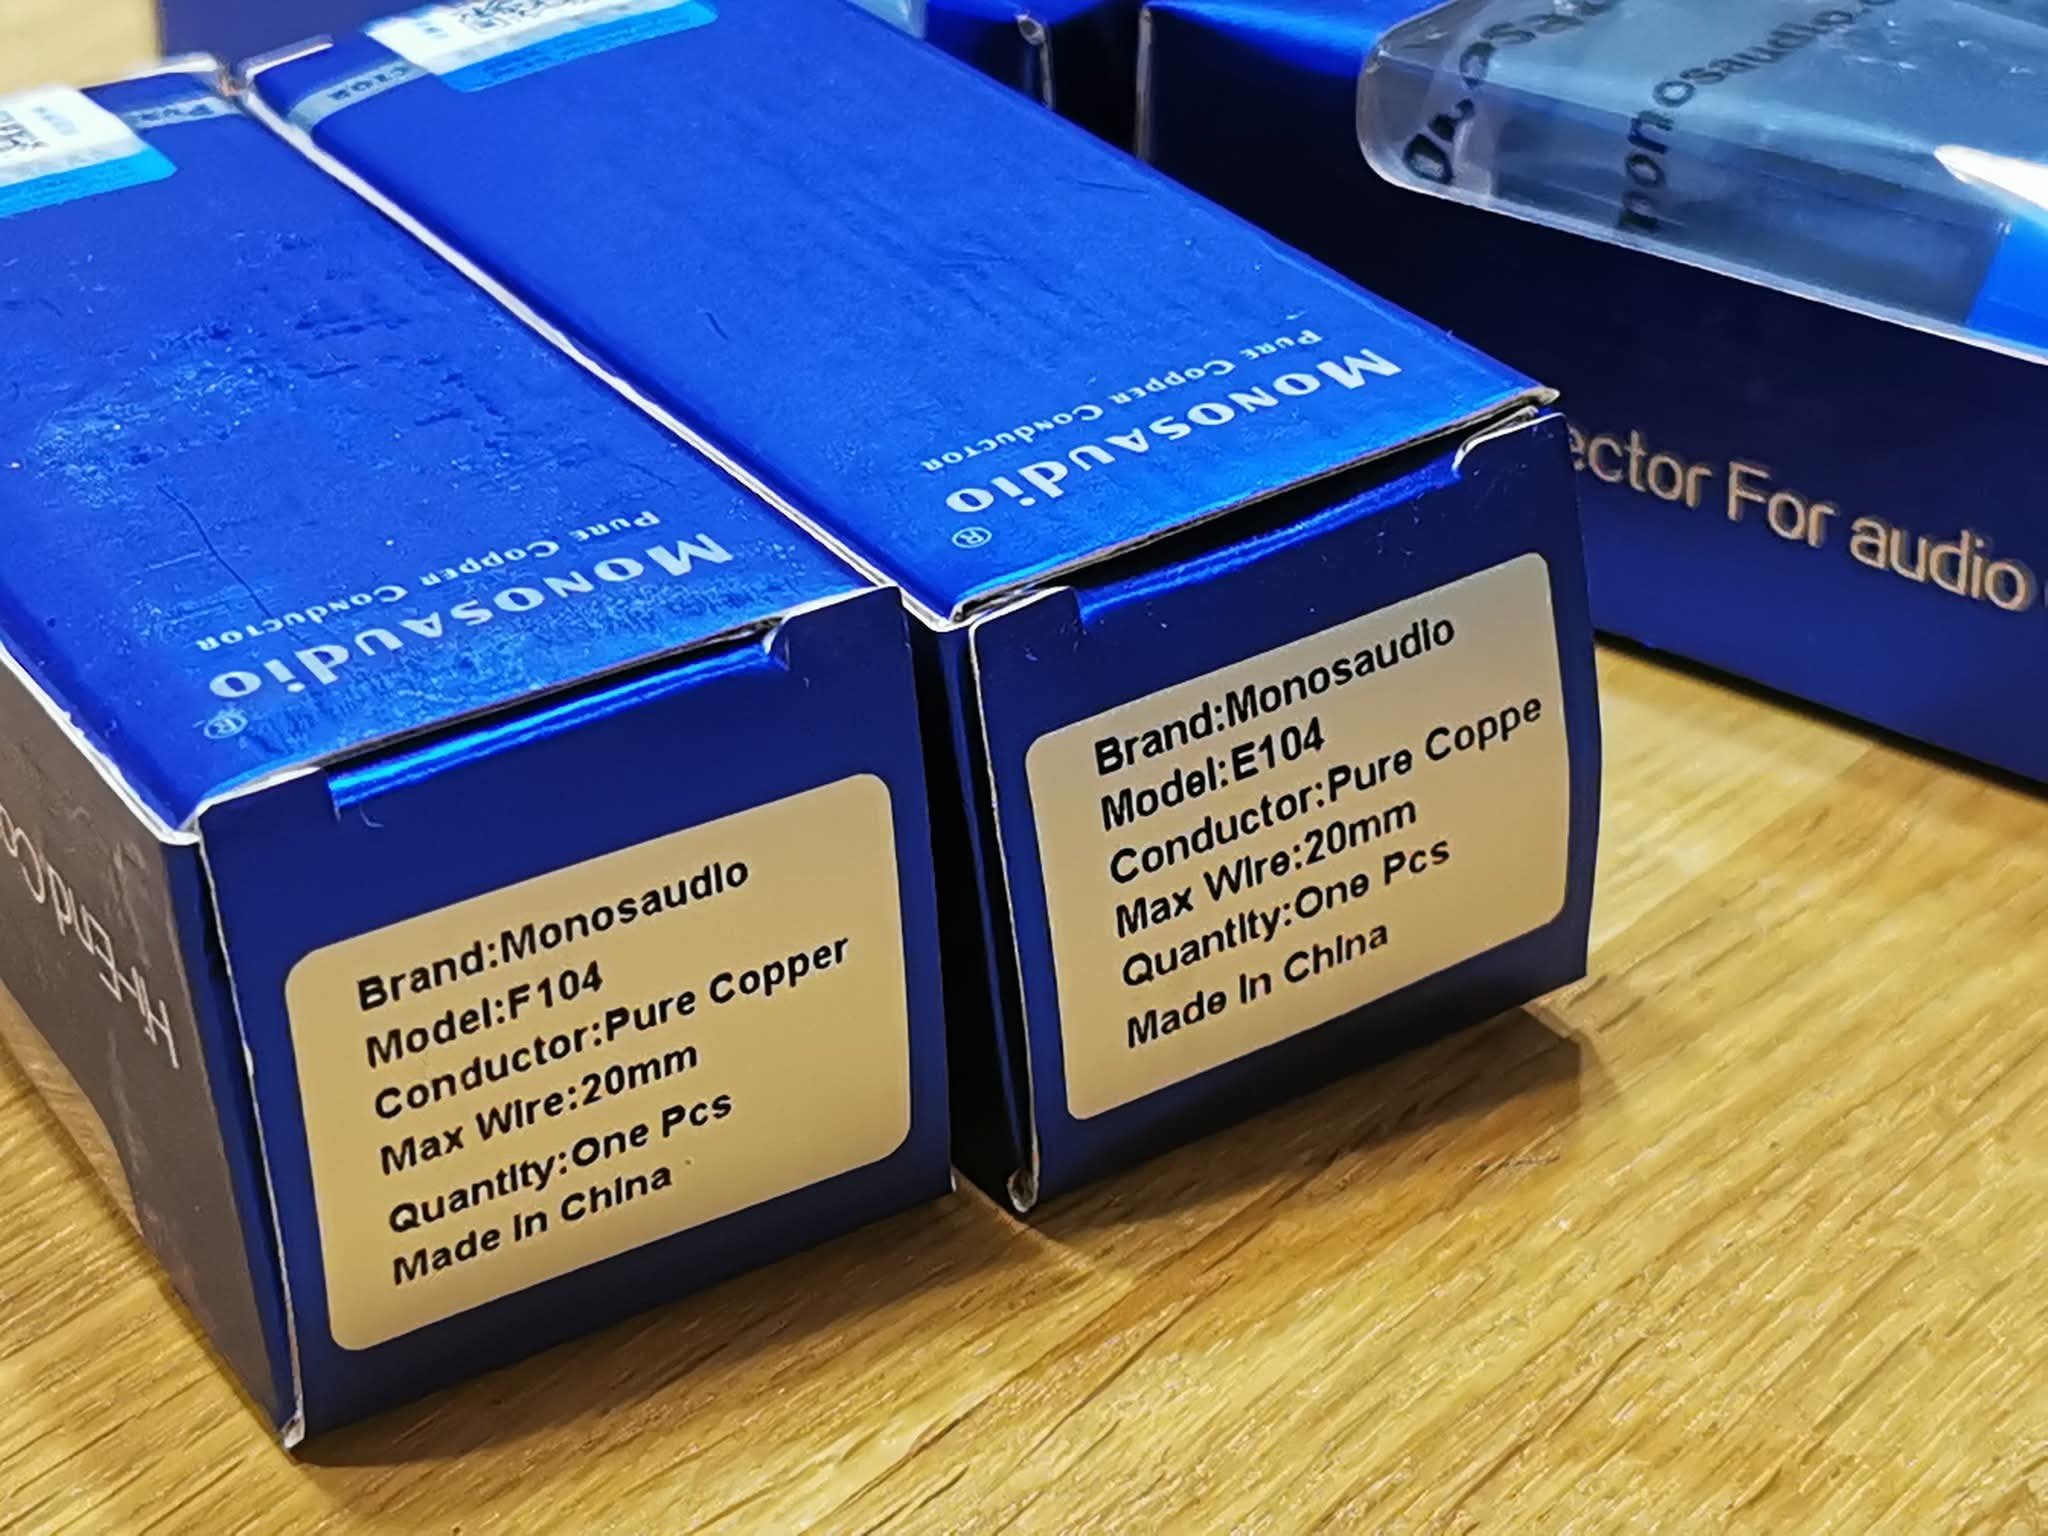 Monosaudio ®
Pure Copper Conductor
Brand:Monosaudio
Model:F104
Conductor:Pure Copper
Max Wire:20mm
Quantity:One Pcs
Made In China
Monosaudio ®
Pure Copper Conductor
Brand:Monosaudio
Model:E104
Conductor:Pure Coppe
Max Wire:20mm
Quantity:One Pcs
Made In China
ector For audio
monosaudio.